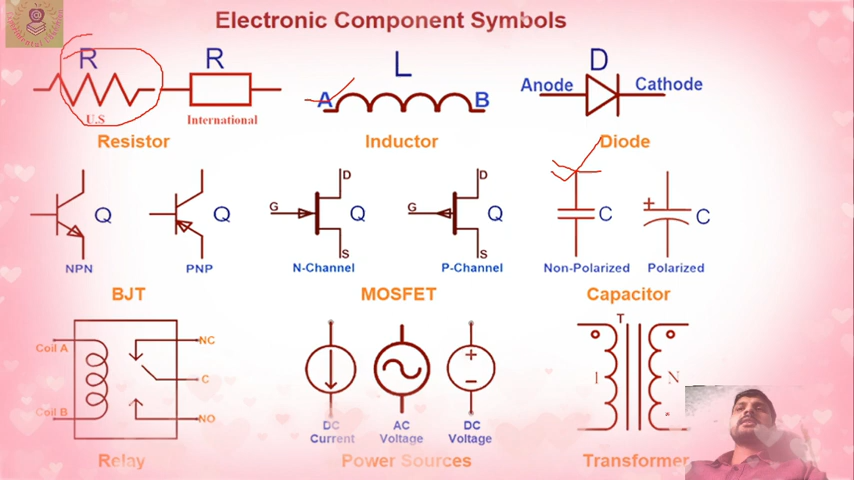 Electronic Component Symbols
R R L D
Anode Cathode
A B
U.S International
Resistor Inductor Diode
G D Q S G D Q S
Q Q + C C
NPN PNP N-Channel P-Channel Non-Polarized Polarized
BJT MOSFET Capacitor
T
Coil A NC
C 1 N
Coil B NO
DC Current AC Voltage DC Voltage
Relay Power Sources Transformer